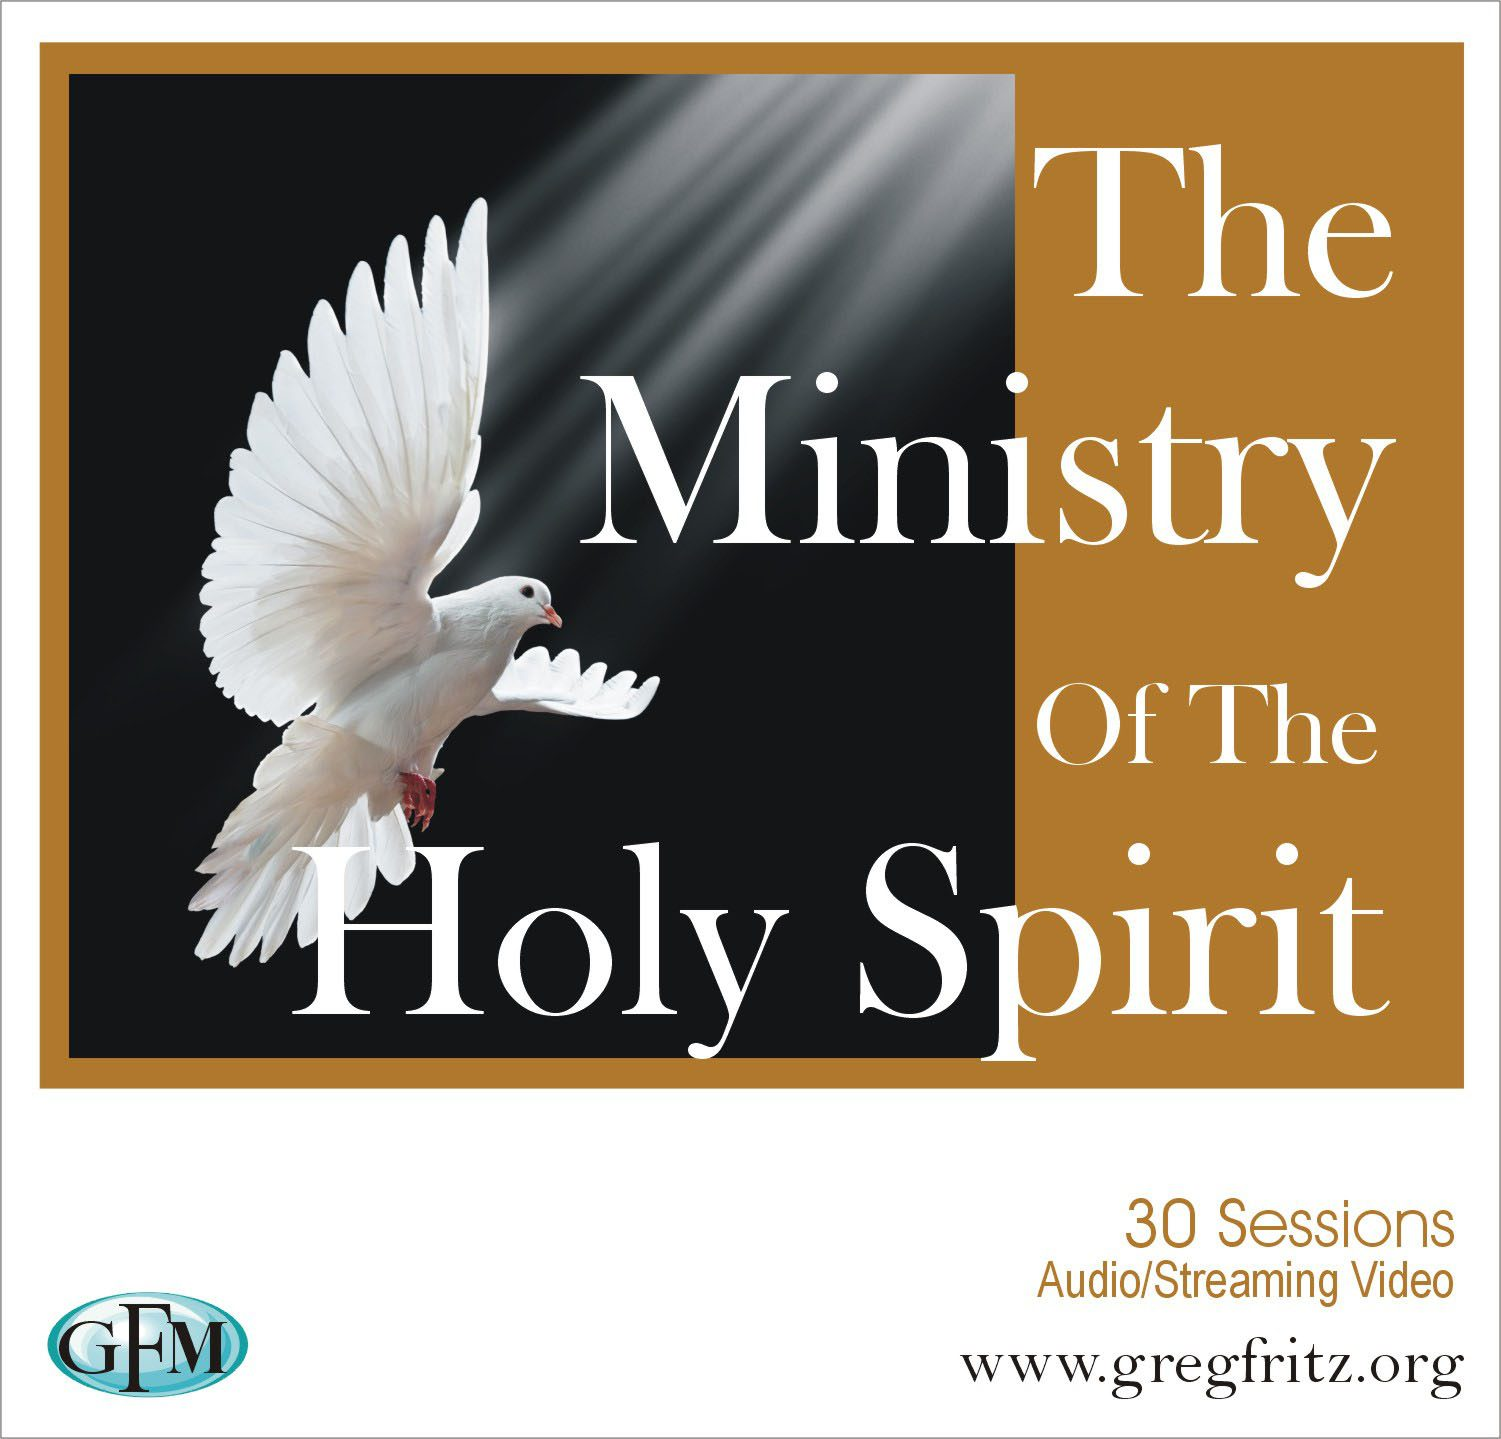 The
Ministry
Of The
Holy Spirit
30 Sessions
Audio/Streaming Video
GFM
www.gregfritz.org